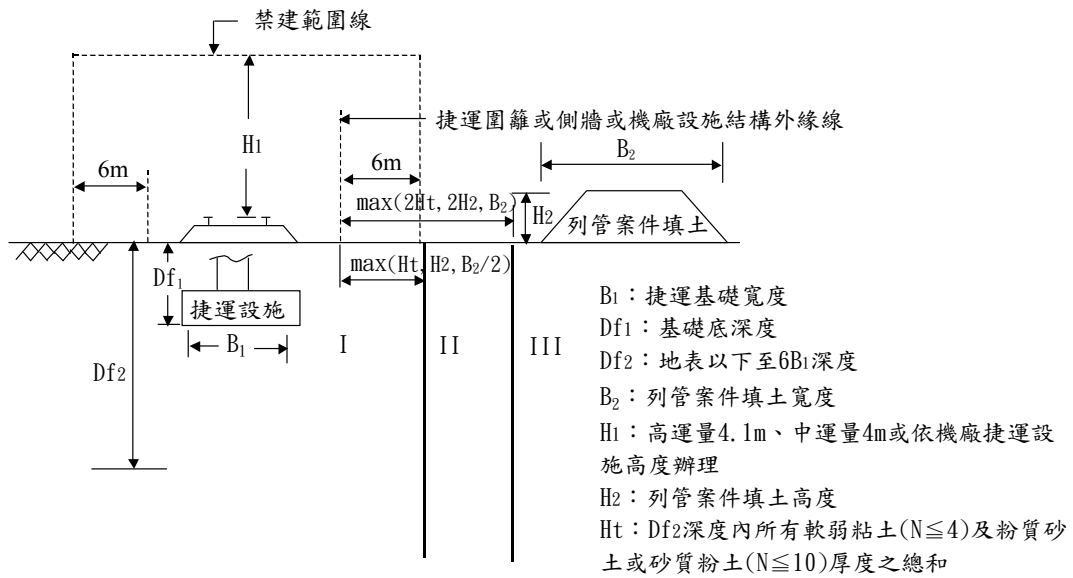 禁建範圍線
捷運圍籬或側牆或機廠設施結構外緣線
H1
B2
6m
6m
max(2Ht, 2H2, B2)
H2
列管案件填土
Df1
max(Ht, H2, B2/2)
捷運設施
B1
I
II
III
Df2
B1：捷運基礎寬度
Df1：基礎底深度
Df2：地表以下至6B1深度
B2：列管案件填土寬度
H1：高運量4.1m、中運量4m或依機廠捷運設
施高度辦理
H2：列管案件填土高度
Ht：Df2深度內所有軟弱粘土(N≦4)及粉質砂
土或砂質粉土(N≦10)厚度之總和